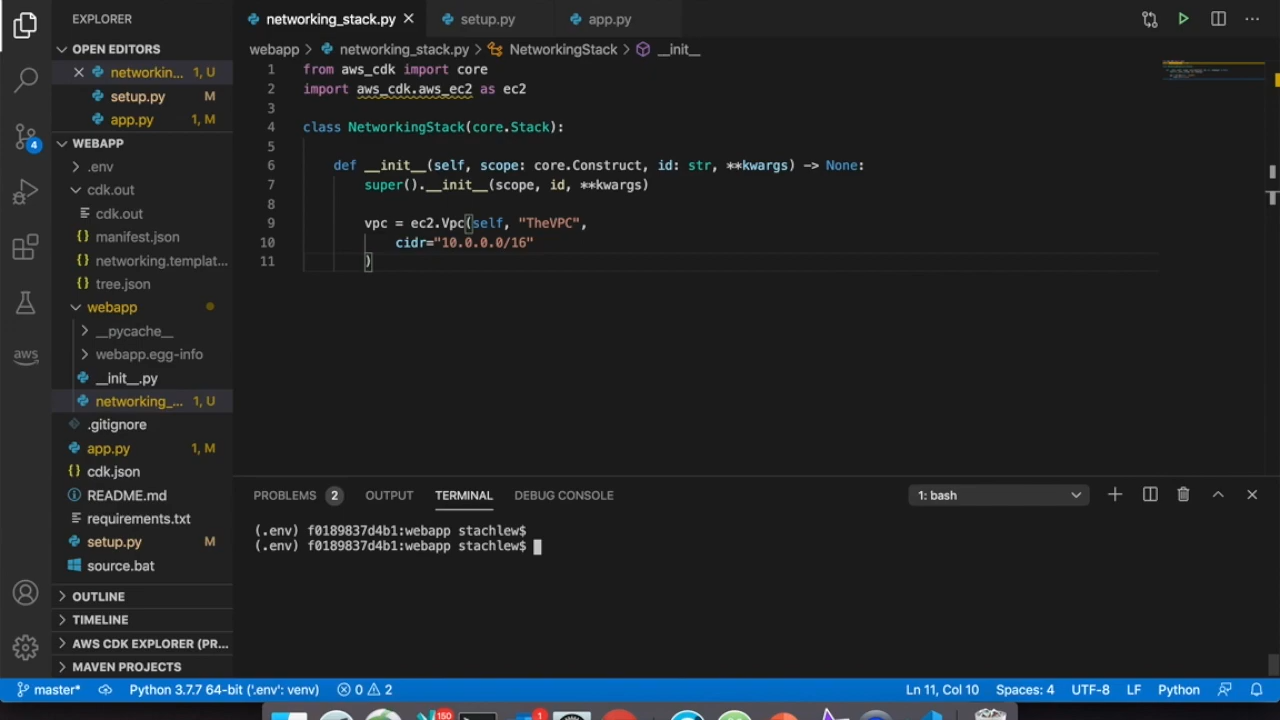 EXPLORER
OPEN EDITORS
networkin... 1, U
setup.py M
app.py 1, M
WEBAPP
.env
cdk.out
cdk.out
{} manifest.json
{} networking.templat...
{} tree.json
webapp
__pycache__
webapp.egg-info
__init__.py
networking_... 1, U
.gitignore
app.py 1, M
{} cdk.json
README.md
requirements.txt
setup.py M
source.bat
OUTLINE
TIMELINE
AWS CDK EXPLORER (PR...
MAVEN PROJECTS
4
aws
networking_stack.py setup.py app.py
webapp > networking_stack.py > NetworkingStack > __init__
1 from aws_cdk import core
2 import aws_cdk.aws_ec2 as ec2
3
4 class NetworkingStack(core.Stack):
5
6 def __init__(self, scope: core.Construct, id: str, **kwargs) -> None:
7 super().__init__(scope, id, **kwargs)
8
9 vpc = ec2.Vpc(self, "TheVPC",
10 cidr="10.0.0.0/16"
11 )
PROBLEMS 2 OUTPUT TERMINAL DEBUG CONSOLE 1: bash
(.env) f0189837d4b1:webapp stachlew$
(.env) f0189837d4b1:webapp stachlew$
master* Python 3.7.7 64-bit ('.env': venv) 0 2 Ln 11, Col 10 Spaces: 4 UTF-8 LF Python
150 1